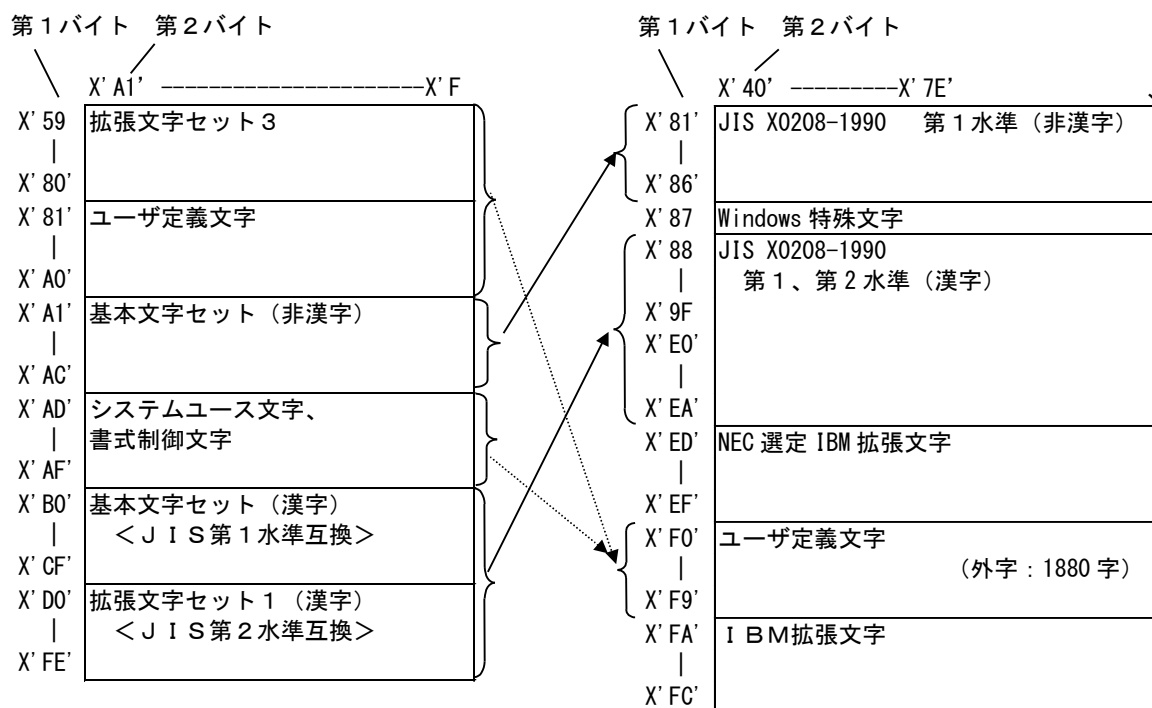 第１バイト 第２バイト
X'A1' ----------------------X'F
X'59 拡張文字セット３
|
X'80'
X'81' ユーザ定義文字
|
X'A0'
X'A1' 基本文字セット（非漢字）
|
X'AC'
X'AD' システムユース文字、
| 書式制御文字
X'AF'
X'B0' 基本文字セット（漢字）
| ＜ＪＩＳ第１水準互換＞
X'CF'
X'D0' 拡張文字セット１（漢字）
| ＜ＪＩＳ第２水準互換＞
X'FE'
第１バイト 第２バイト
X'40' ---------X'7E'
X'81' JIS X0208-1990 第１水準（非漢字）
|
X'86'
X'87 Windows 特殊文字
X'88 JIS X0208-1990
| 第１、第２水準（漢字）
X'9F
X'E0'
|
X'EA'
X'ED' NEC 選定 IBM 拡張文字
|
X'EF'
X'F0' ユーザ定義文字
| （外字：1880 字）
X'F9'
X'FA' ＩＢＭ拡張文字
|
X'FC'